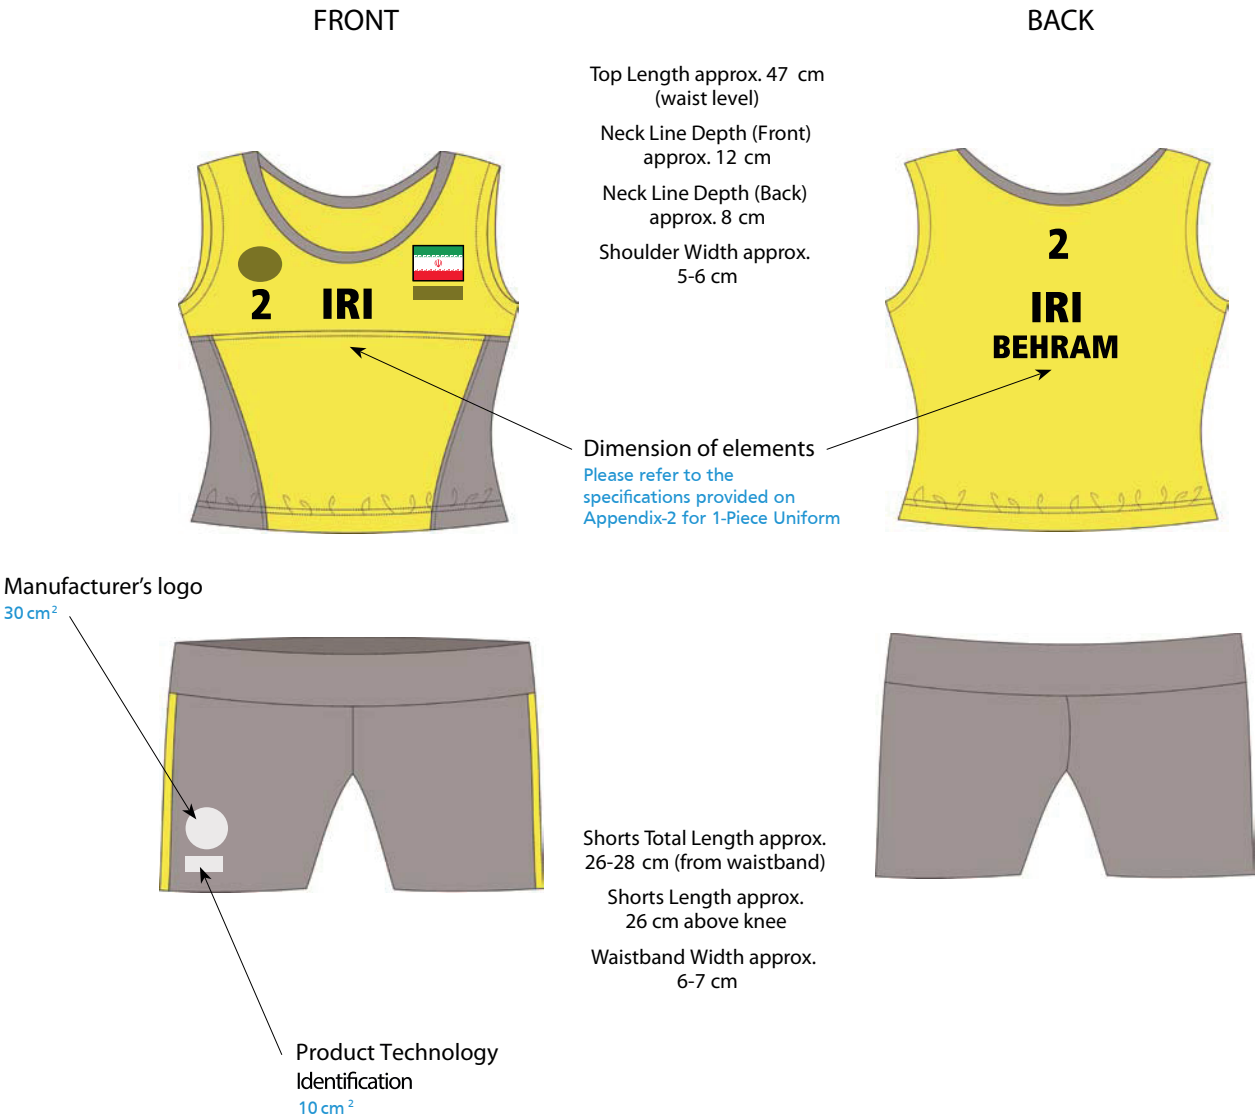 FRONT
BACK
Top Length approx. 47 cm
(waist level)
Neck Line Depth (Front)
approx. 12 cm
Neck Line Depth (Back)
approx. 8 cm
Shoulder Width approx.
5-6 cm
2 IRI
2
IRI
BEHRAM
Dimension of elements
Please refer to the
specifications provided on
Appendix-2 for 1-Piece Uniform
Manufacturer’s logo
30 cm²
Shorts Total Length approx.
26-28 cm (from waistband)
Shorts Length approx.
26 cm above knee
Waistband Width approx.
6-7 cm
Product Technology
Identification
10 cm²